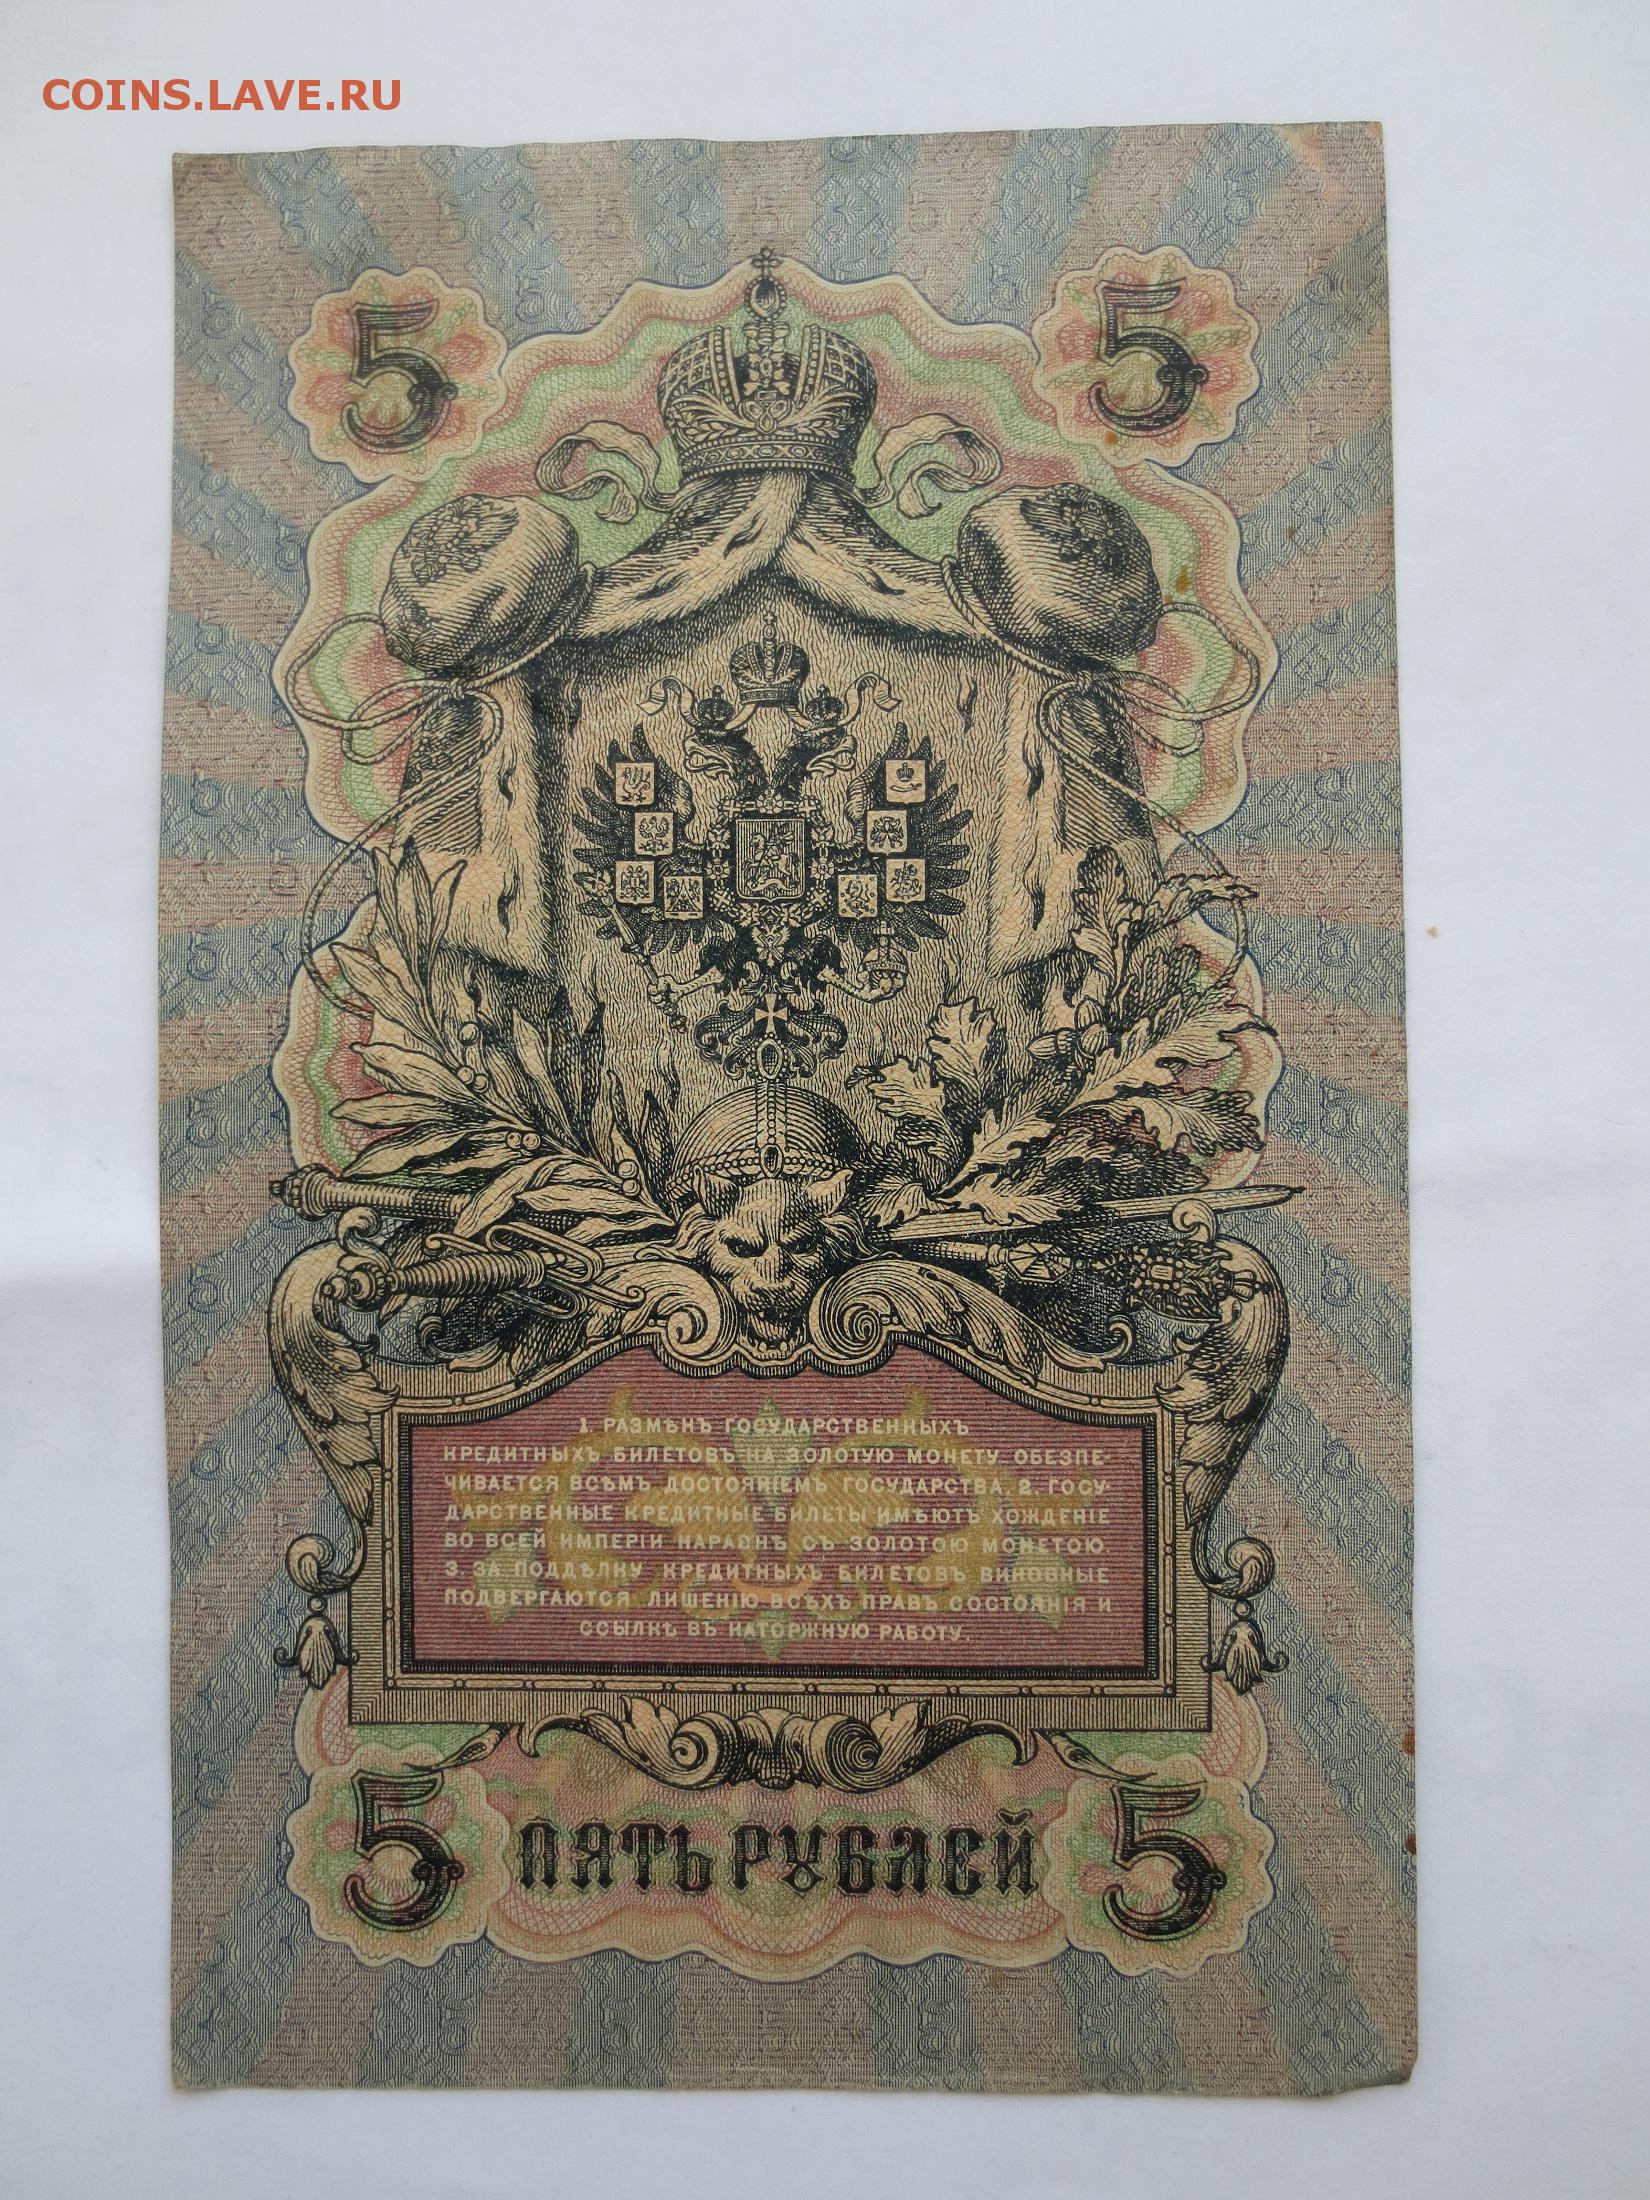 COINS.LAVE.RU
5 5
1. РАЗМѢНЪ ГОСУДАРСТВЕННЫХЪ
КРЕДИТНЫХЪ БИЛЕТОВЪ НА ЗОЛОТУЮ МОНЕТУ ОБЕЗПЕ-
ЧИВАЕТСЯ ВСѢМЪ ДОСТОЯНІЕМЪ ГОСУДАРСТВА. 2. ГОСУ-
ДАРСТВЕННЫЕ КРЕДИТНЫЕ БИЛЕТЫ ИМѢЮТЪ ХОЖДЕНІЕ
ВО ВСЕЙ ИМПЕРІИ НАРАВНѢ СЪ ЗОЛОТОЮ МОНЕТОЮ.
3. ЗА ПОДДѢЛКУ КРЕДИТНЫХЪ БИЛЕТОВЪ ВИНОВНЫЕ
ПОДВЕРГАЮТСЯ ЛИШЕНІЮ ВСѢХЪ ПРАВЪ СОСТОЯНІЯ И
ССЫЛКѢ ВЪ КАТОРЖНУЮ РАБОТУ.
5 ПЯТЬ РУБЛЕЙ 5